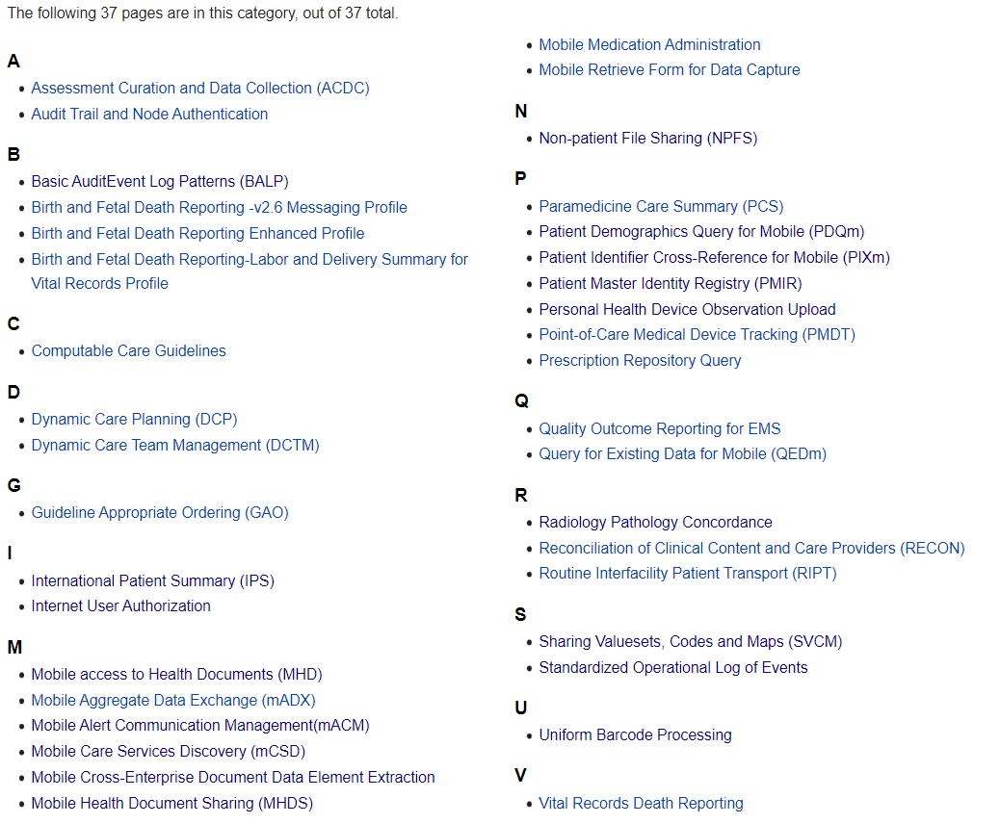 The following 37 pages are in this category, out of 37 total.
A
Assessment Curation and Data Collection (ACDC)
Audit Trail and Node Authentication
B
Basic AuditEvent Log Patterns (BALP)
Birth and Fetal Death Reporting -v2.6 Messaging Profile
Birth and Fetal Death Reporting Enhanced Profile
Birth and Fetal Death Reporting-Labor and Delivery Summary for
Vital Records Profile
C
Computable Care Guidelines
D
Dynamic Care Planning (DCP)
Dynamic Care Team Management (DCTM)
G
Guideline Appropriate Ordering (GAO)
I
International Patient Summary (IPS)
Internet User Authorization
M
Mobile access to Health Documents (MHD)
Mobile Aggregate Data Exchange (mADX)
Mobile Alert Communication Management(mACM)
Mobile Care Services Discovery (mCSD)
Mobile Cross-Enterprise Document Data Element Extraction
Mobile Health Document Sharing (MHDS)
Mobile Medication Administration
Mobile Retrieve Form for Data Capture
N
Non-patient File Sharing (NPFS)
P
Paramedicine Care Summary (PCS)
Patient Demographics Query for Mobile (PDQm)
Patient Identifier Cross-Reference for Mobile (PIXm)
Patient Master Identity Registry (PMIR)
Personal Health Device Observation Upload
Point-of-Care Medical Device Tracking (PMDT)
Prescription Repository Query
Q
Quality Outcome Reporting for EMS
Query for Existing Data for Mobile (QEDm)
R
Radiology Pathology Concordance
Reconciliation of Clinical Content and Care Providers (RECON)
Routine Interfacility Patient Transport (RIPT)
S
Sharing Valuesets, Codes and Maps (SVCM)
Standardized Operational Log of Events
U
Uniform Barcode Processing
V
Vital Records Death Reporting